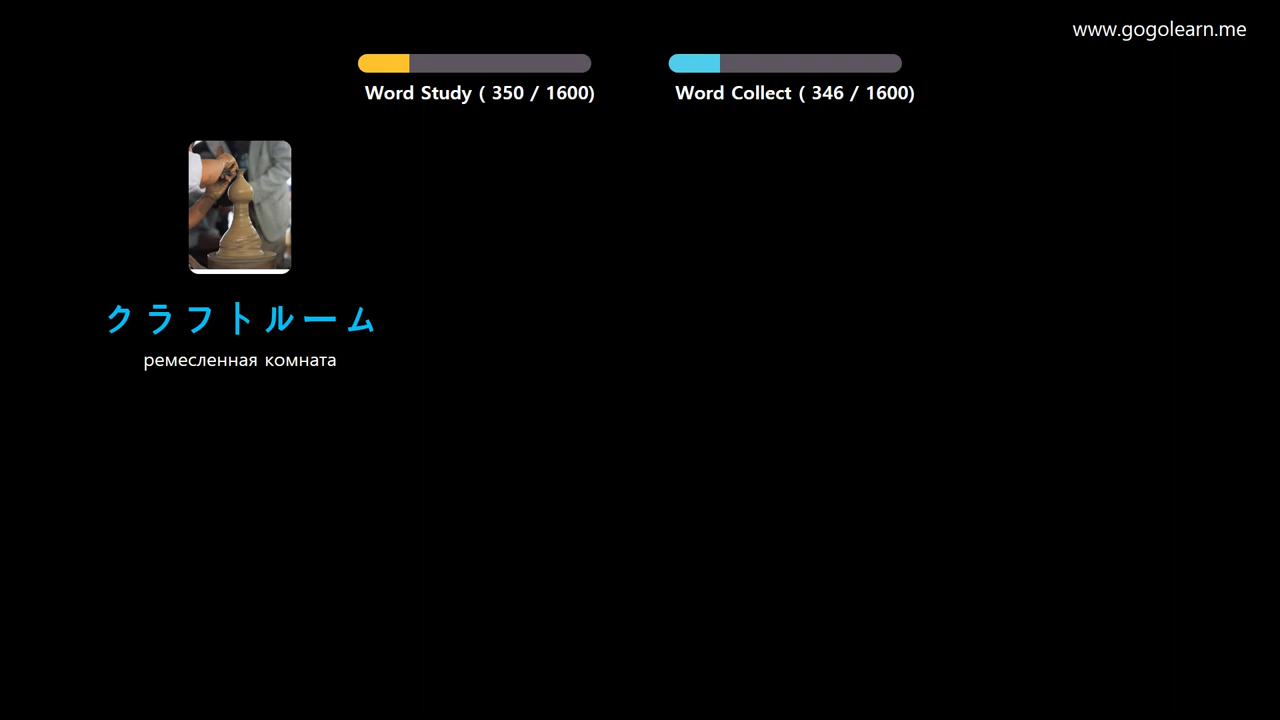 www.gogolearn.me
Word Study ( 350 / 1600)
Word Collect ( 346 / 1600)
クラフトルーム
ремесленная комната